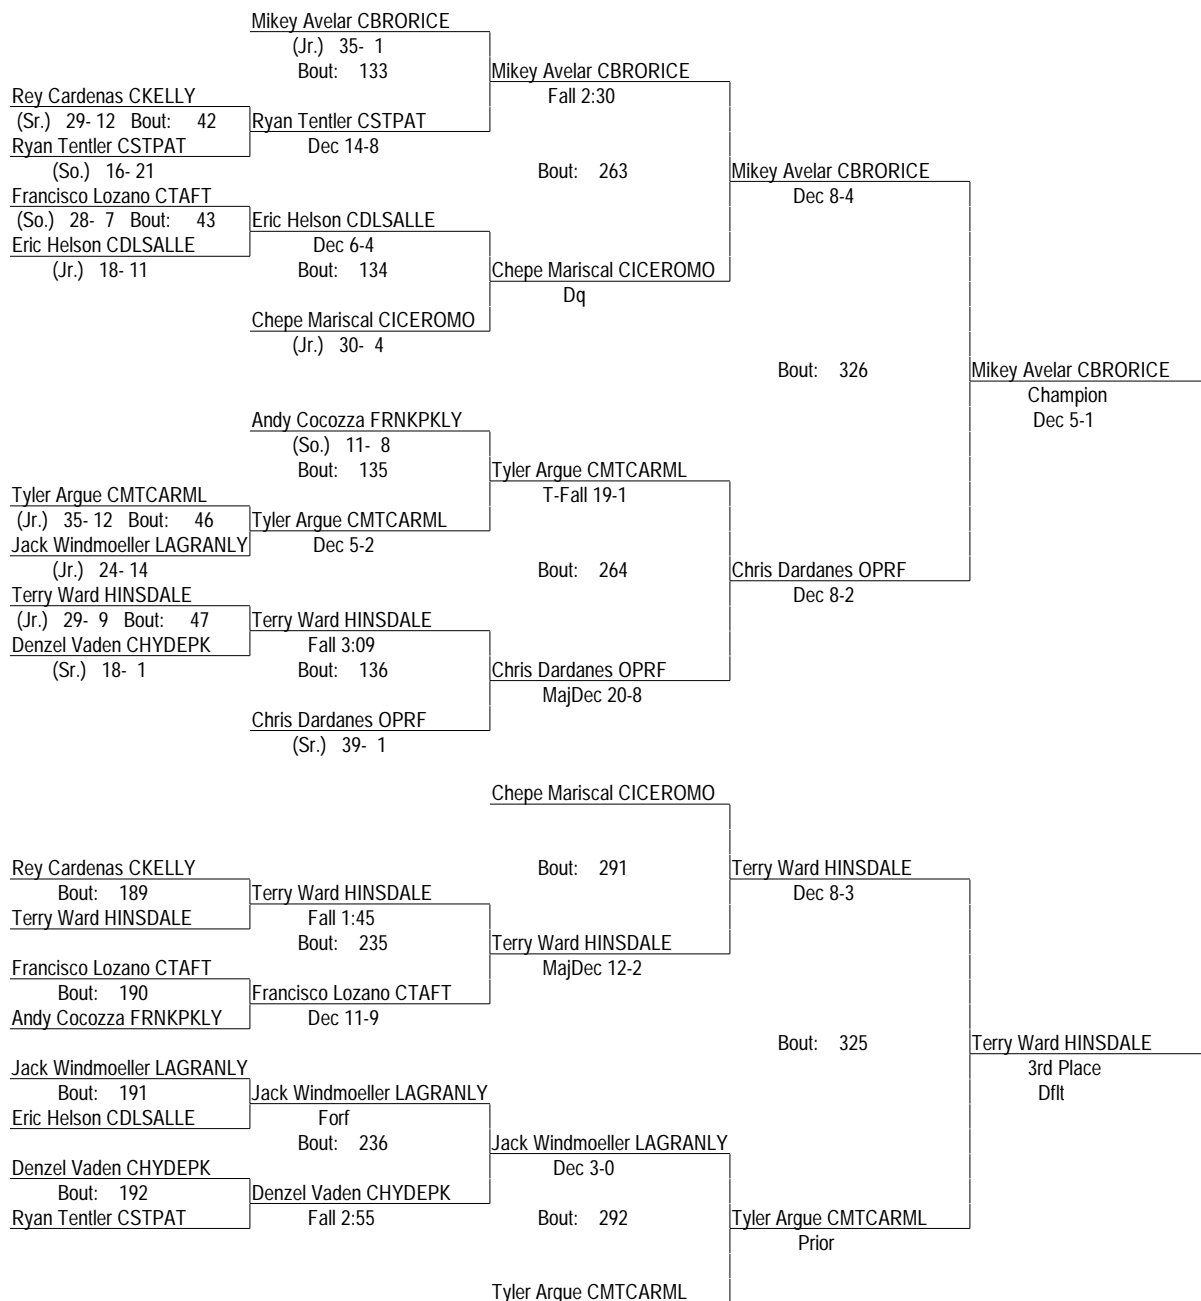 Mikey Avelar CBRORICE
(Jr.) 35- 1
Bout: 133
Mikey Avelar CBRORICE
Fall 2:30
Rey Cardenas CKELLY
(Sr.) 29- 12 Bout: 42
Ryan Tentler CSTPAT
Dec 14-8
Ryan Tentler CSTPAT
(So.) 16- 21
Bout: 263
Mikey Avelar CBRORICE
Dec 8-4
Francisco Lozano CTAFT
(So.) 28- 7 Bout: 43
Eric Helson CDLSALLE
Dec 6-4
Eric Helson CDLSALLE
(Jr.) 18- 11
Bout: 134
Chepe Mariscal CICEROMO
Dq
Chepe Mariscal CICEROMO
(Jr.) 30- 4
Bout: 326
Mikey Avelar CBRORICE
Champion
Dec 5-1
Andy Cocozza FRNKPKLY
(So.) 11- 8
Bout: 135
Tyler Argue CMTCARML
T-Fall 19-1
Tyler Argue CMTCARML
(Jr.) 35- 12 Bout: 46
Tyler Argue CMTCARML
Dec 5-2
Jack Windmoeller LAGRANLY
(Jr.) 24- 14
Bout: 264
Chris Dardanes OPRF
Dec 8-2
Terry Ward HINSDALE
(Jr.) 29- 9 Bout: 47
Terry Ward HINSDALE
Fall 3:09
Denzel Vaden CHYDEPK
(Sr.) 18- 1
Bout: 136
Chris Dardanes OPRF
MajDec 20-8
Chris Dardanes OPRF
(Sr.) 39- 1
Chepe Mariscal CICEROMO
Bout: 291
Terry Ward HINSDALE
Dec 8-3
Rey Cardenas CKELLY
Bout: 189
Terry Ward HINSDALE
Terry Ward HINSDALE
Fall 1:45
Bout: 235
Terry Ward HINSDALE
MajDec 12-2
Francisco Lozano CTAFT
Bout: 190
Andy Cocozza FRNKPKLY
Francisco Lozano CTAFT
Dec 11-9
Bout: 325
Terry Ward HINSDALE
3rd Place
Dflt
Jack Windmoeller LAGRANLY
Bout: 191
Eric Helson CDLSALLE
Jack Windmoeller LAGRANLY
Forf
Bout: 236
Jack Windmoeller LAGRANLY
Dec 3-0
Denzel Vaden CHYDEPK
Bout: 192
Ryan Tentler CSTPAT
Denzel Vaden CHYDEPK
Fall 2:55
Bout: 292
Tyler Argue CMTCARML
Prior
Tyler Argue CMTCARML